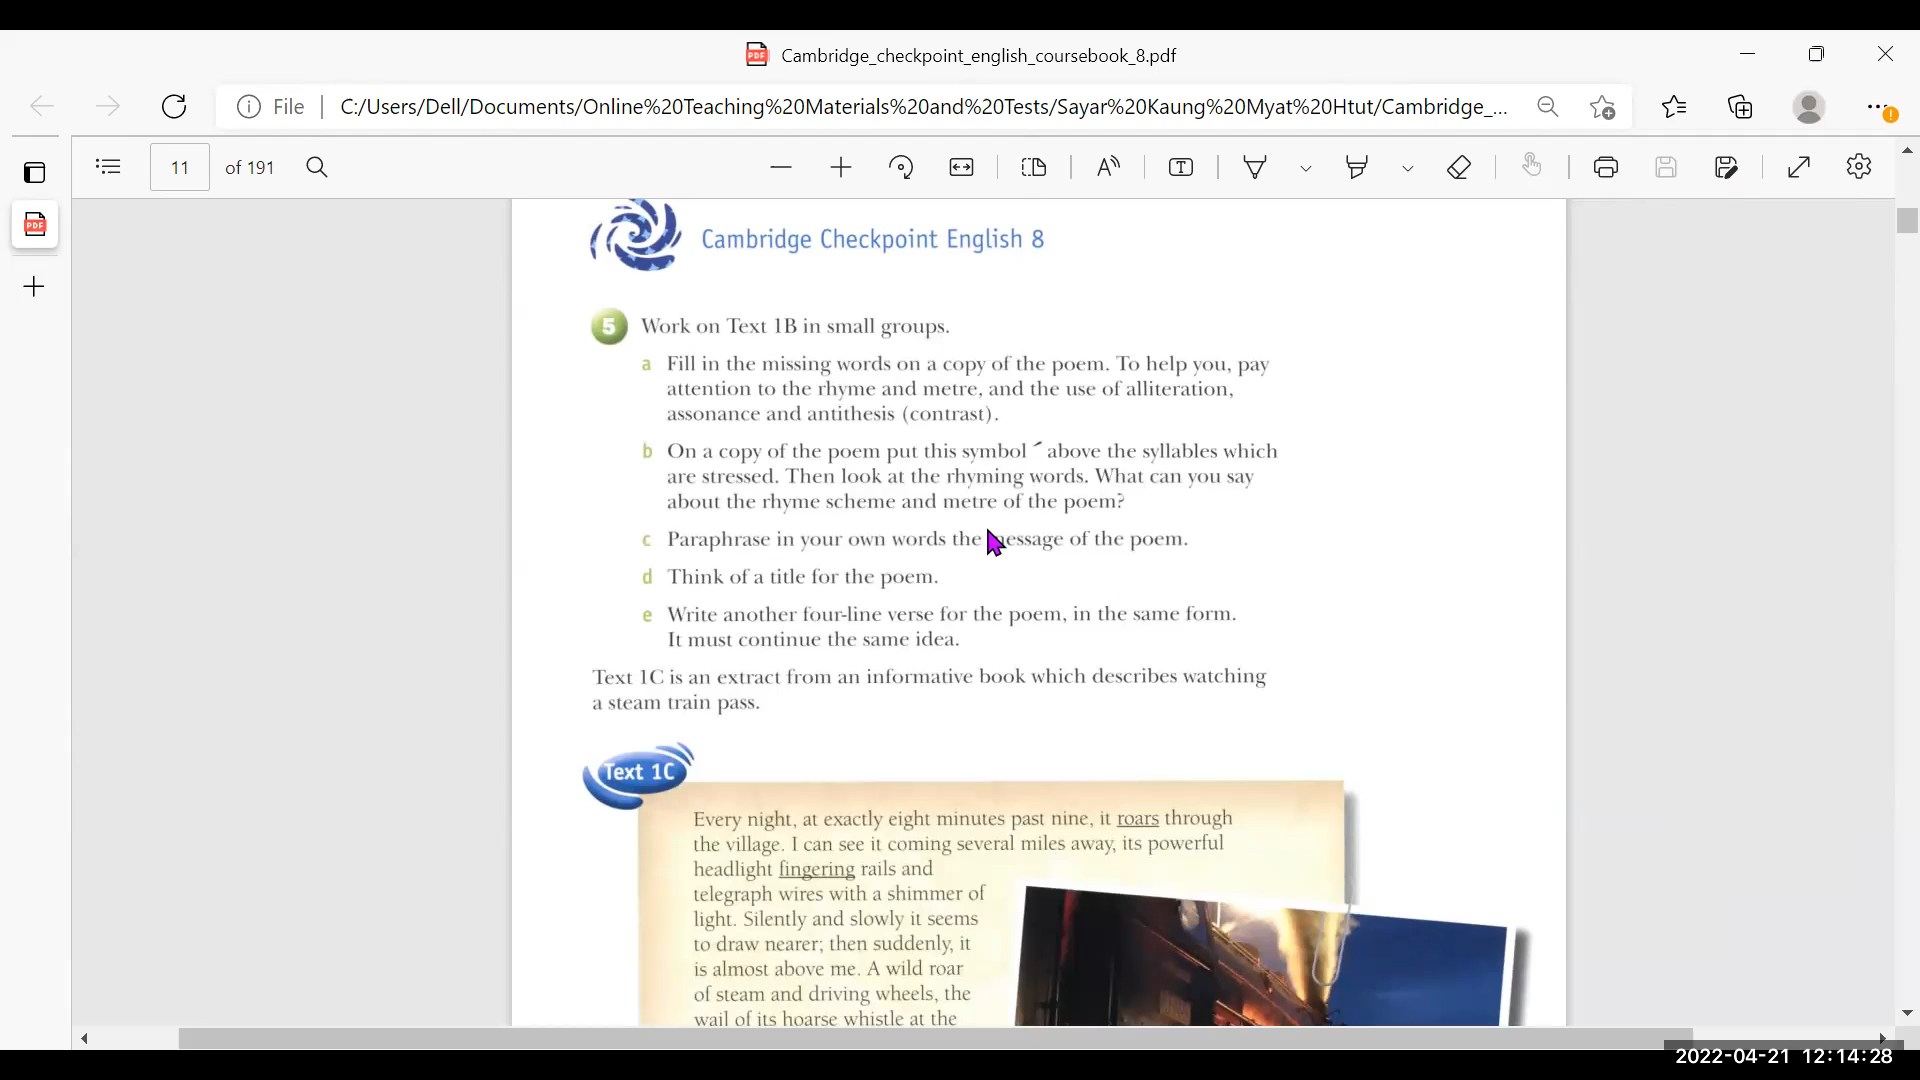 Cambridge_checkpoint_english_coursebook_8.pdf
File C:/Users/Dell/Documents/Online%20Teaching%20Materials%20and%20Tests/Sayar%20Kaung%20Myat%20Htut/Cambridge_...
11 of 191
Cambridge Checkpoint English 8
5 Work on Text 1B in small groups.
a Fill in the missing words on a copy of the poem. To help you, pay
attention to the rhyme and metre, and the use of alliteration,
assonance and antithesis (contrast).
b On a copy of the poem put this symbol ´ above the syllables which
are stressed. Then look at the rhyming words. What can you say
about the rhyme scheme and metre of the poem?
c Paraphrase in your own words the message of the poem.
d Think of a title for the poem.
e Write another four-line verse for the poem, in the same form.
It must continue the same idea.
Text 1C is an extract from an informative book which describes watching
a steam train pass.
Text 1C
Every night, at exactly eight minutes past nine, it roars through
the village. I can see it coming several miles away, its powerful
headlight fingering rails and
telegraph wires with a shimmer of
light. Silently and slowly it seems
to draw nearer; then suddenly, it
is almost above me. A wild roar
of steam and driving wheels, the
wail of its hoarse whistle at the
2022-04-21 12:14:28